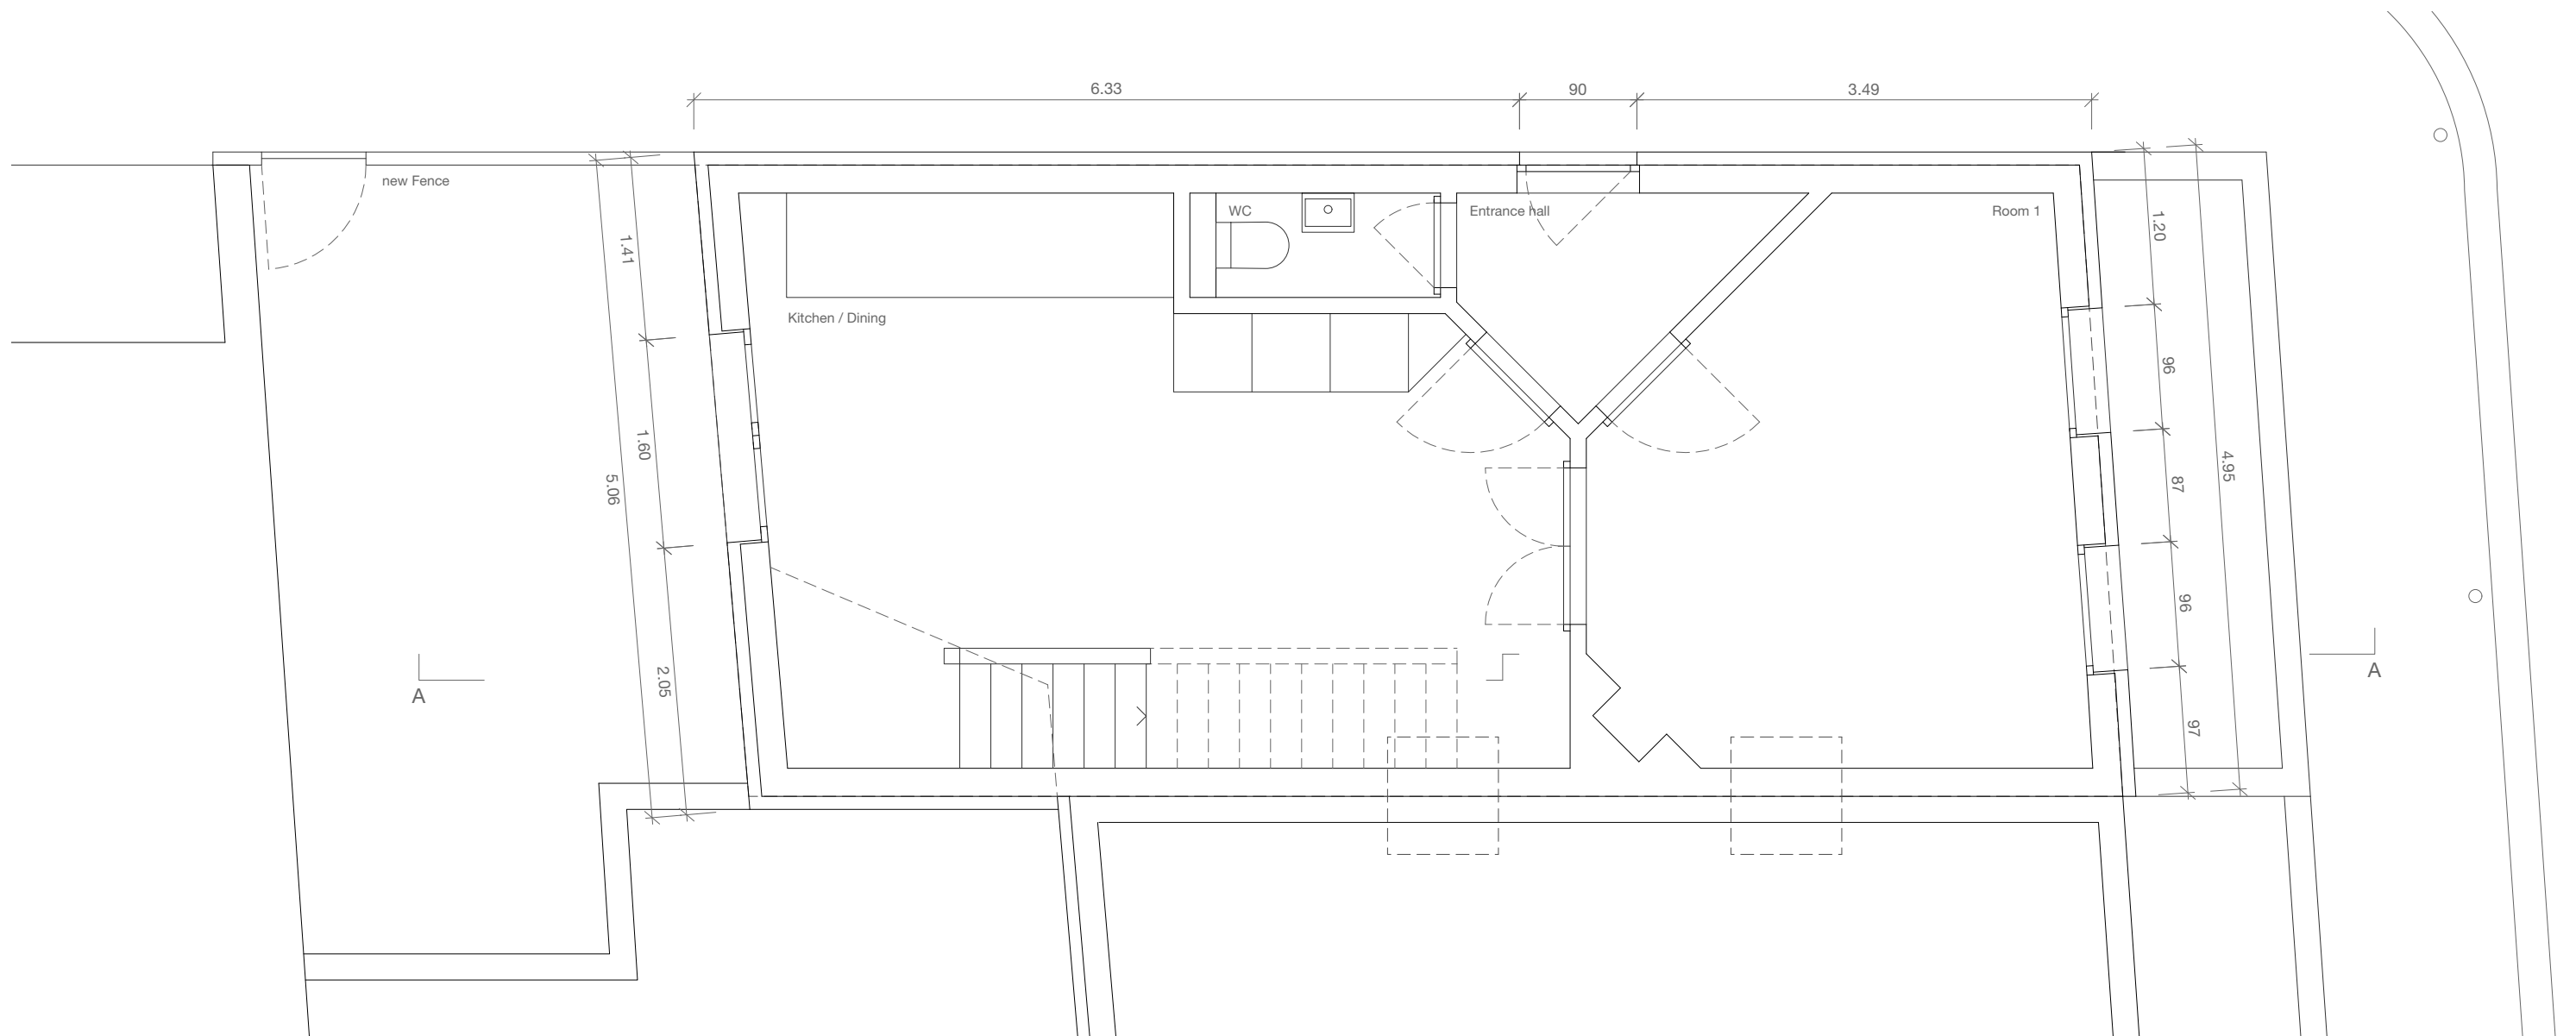 6.33
90
3.49
new Fence
WC
Entrance hall
Room 1
1.41
1.20
Kitchen / Dining
96
1.60
5.06
4.95
87
96
2.05
A
A
97